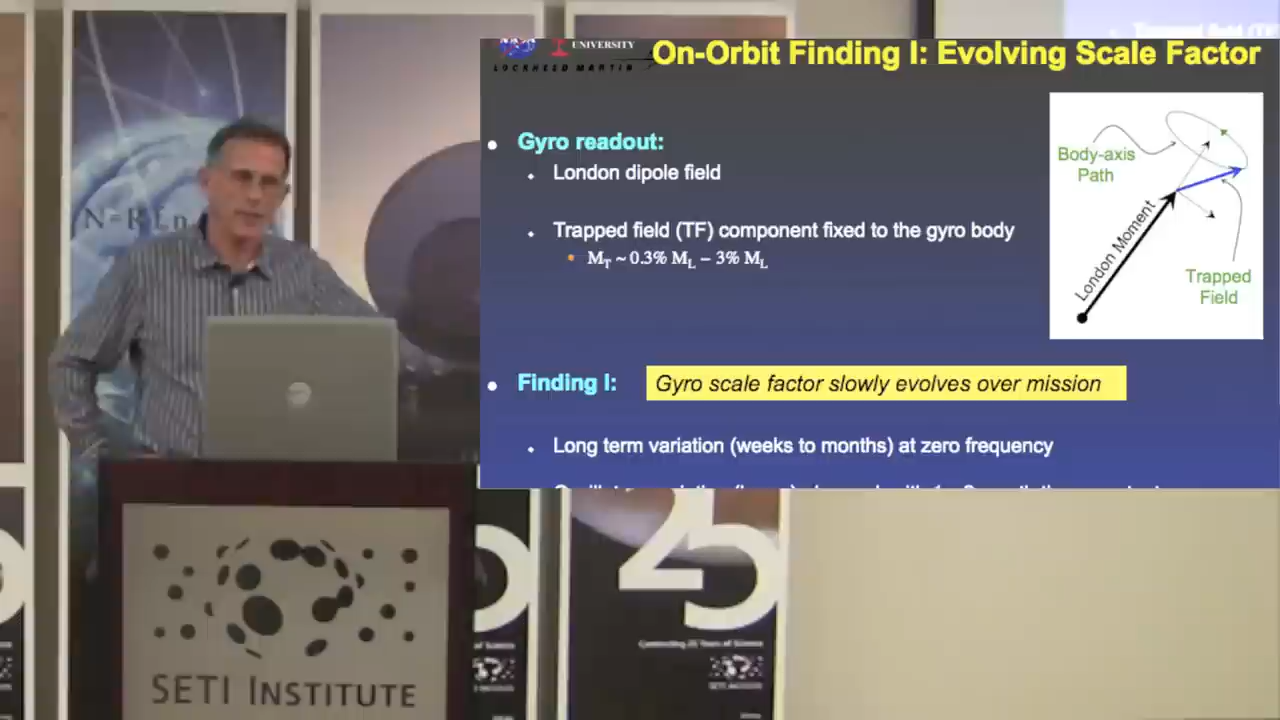 UNIVERSITY
LOCKHEED MARTIN
On-Orbit Finding I: Evolving Scale Factor
• Gyro readout:
• London dipole field
• Trapped field (TF) component fixed to the gyro body
• M_T ~ 0.3% M_L – 3% M_L
Body-axis
Path
London Moment
Trapped
Field
• Finding I:
Gyro scale factor slowly evolves over mission
• Long term variation (weeks to months) at zero frequency
25
SETI INSTITUTE